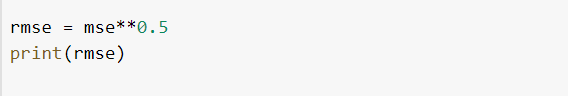 rmse = mse**0.5
print(rmse)